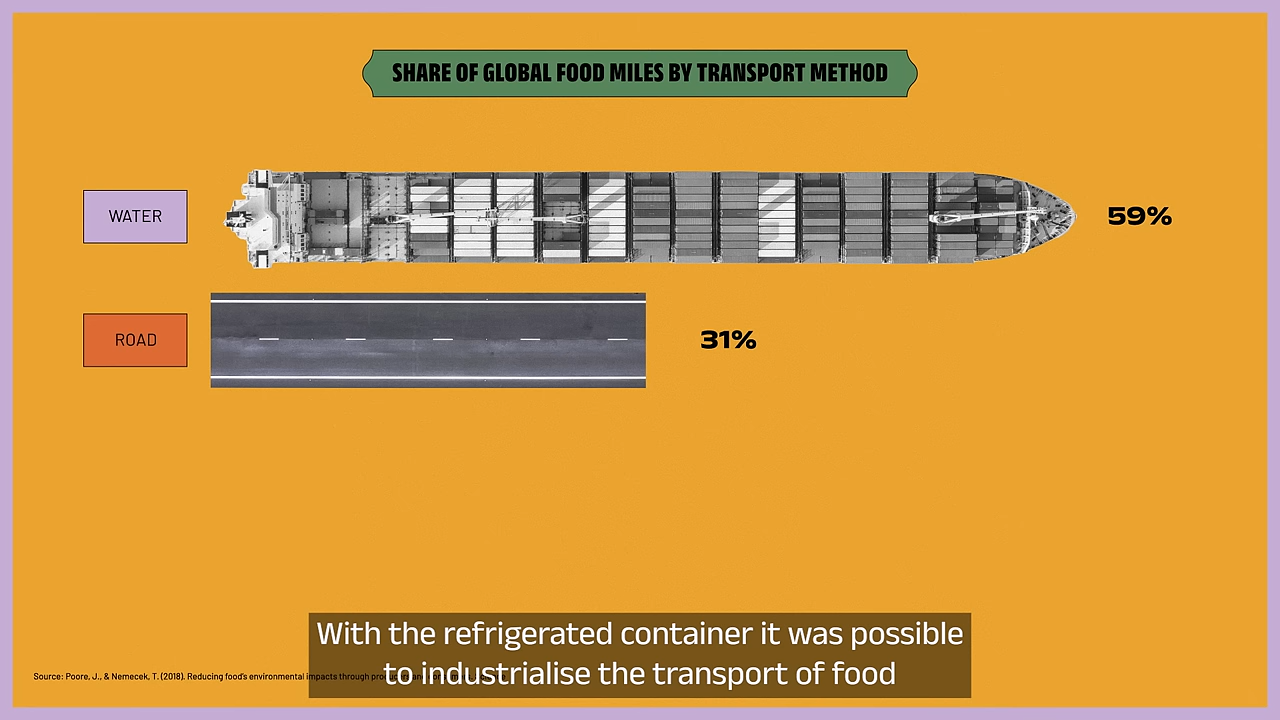 SHARE OF GLOBAL FOOD MILES BY TRANSPORT METHOD
WATER
59%
ROAD
31%
With the refrigerated container it was possible
to industrialise the transport of food
Source: Poore, J., & Nemecek, T. (2018). Reducing food's environmental impacts through